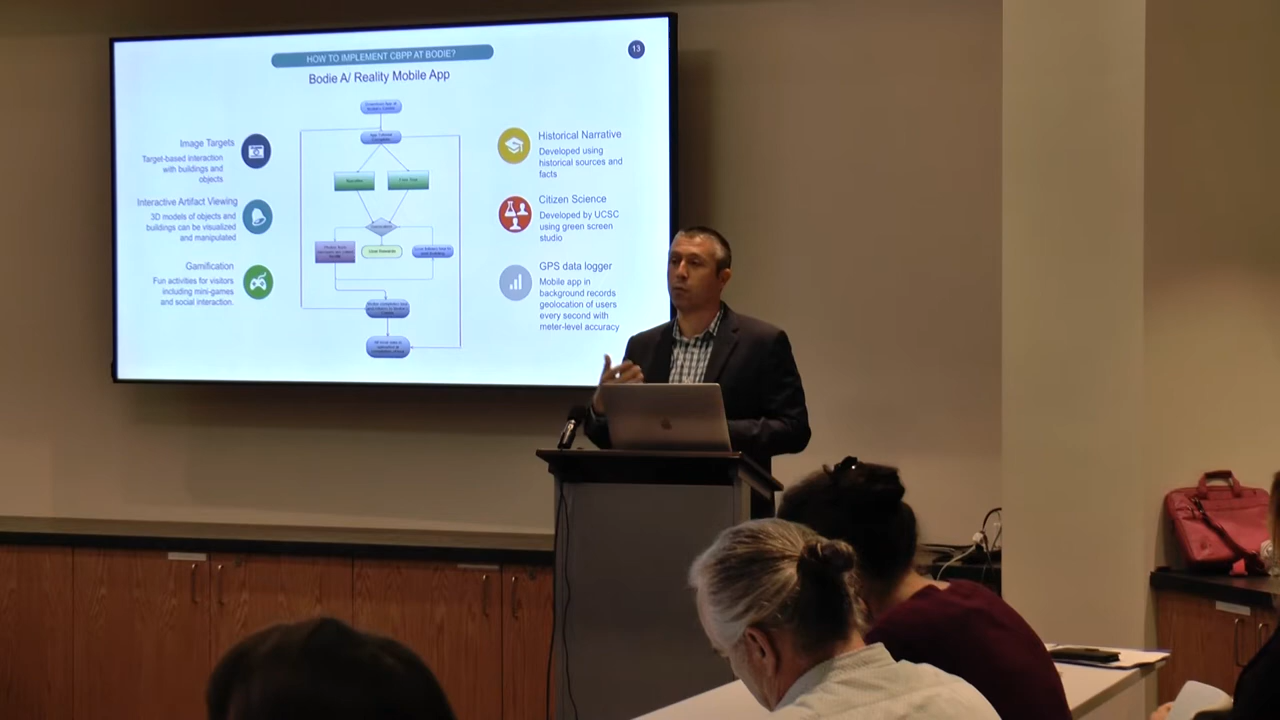 HOW TO IMPLEMENT CBPP AT BODIE?
13
Bodie A/ Reality Mobile App
Image Targets
Target-based interaction
with buildings and
objects
Interactive Artifact Viewing
3D models of objects and
buildings can be visualized
and manipulated
Gamification
Fun activities for visitors
including mini-games
and social interaction.
Historical Narrative
Developed using
historical sources and
facts
Citizen Science
Developed by UCSC
using green screen
studio
GPS data logger
Mobile app in
background records
geolocation of users
every second with
meter-level accuracy